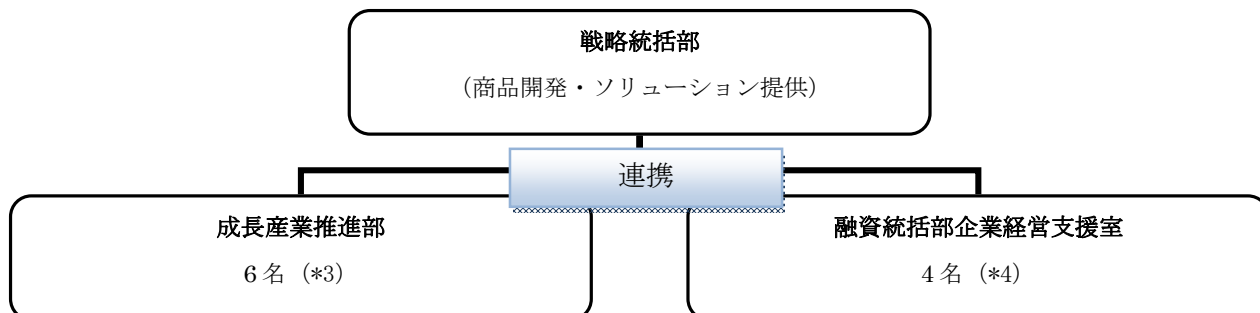 戦略統括部
（商品開発・ソリューション提供）
連携
成長産業推進部
6名（*3）
融資統括部企業経営支援室
4名（*4）